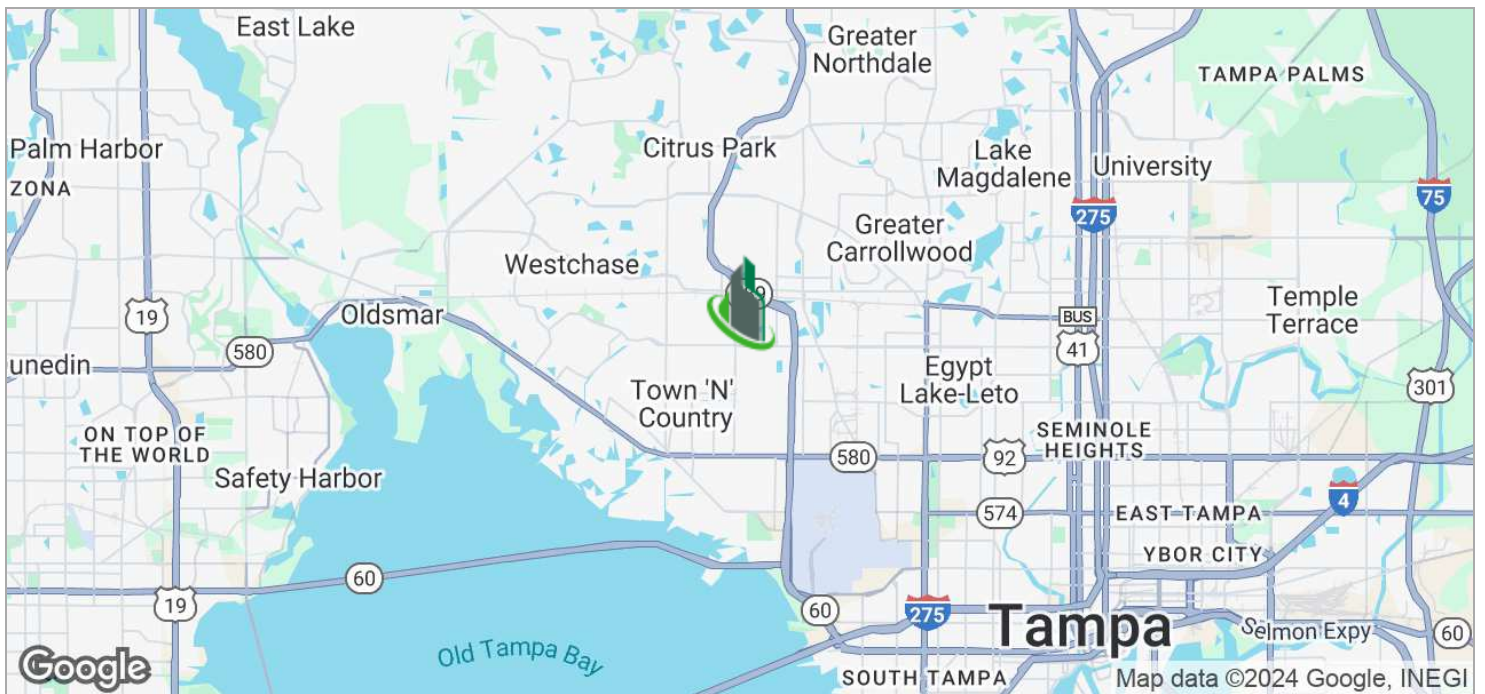 East Lake
Greater
Northdale
TAMPA PALMS
Palm Harbor
ZONA
Citrus Park
Lake
Magdalene
University
75
275
Greater
Carrollwood
Westchase
19
Oldsmar
BUS
41
Temple
Terrace
580
unedin
Egypt
Lake-Leto
301
Town 'N'
Country
ON TOP OF
THE WORLD
SEMINOLE
HEIGHTS
580
92
Safety Harbor
4
574
EAST TAMPA
YBOR CITY
60
19
60
275
Tampa
Selmon Expy
60
Old Tampa Bay
Google
SOUTH TAMPA
Map data ©2024 Google, INEGI